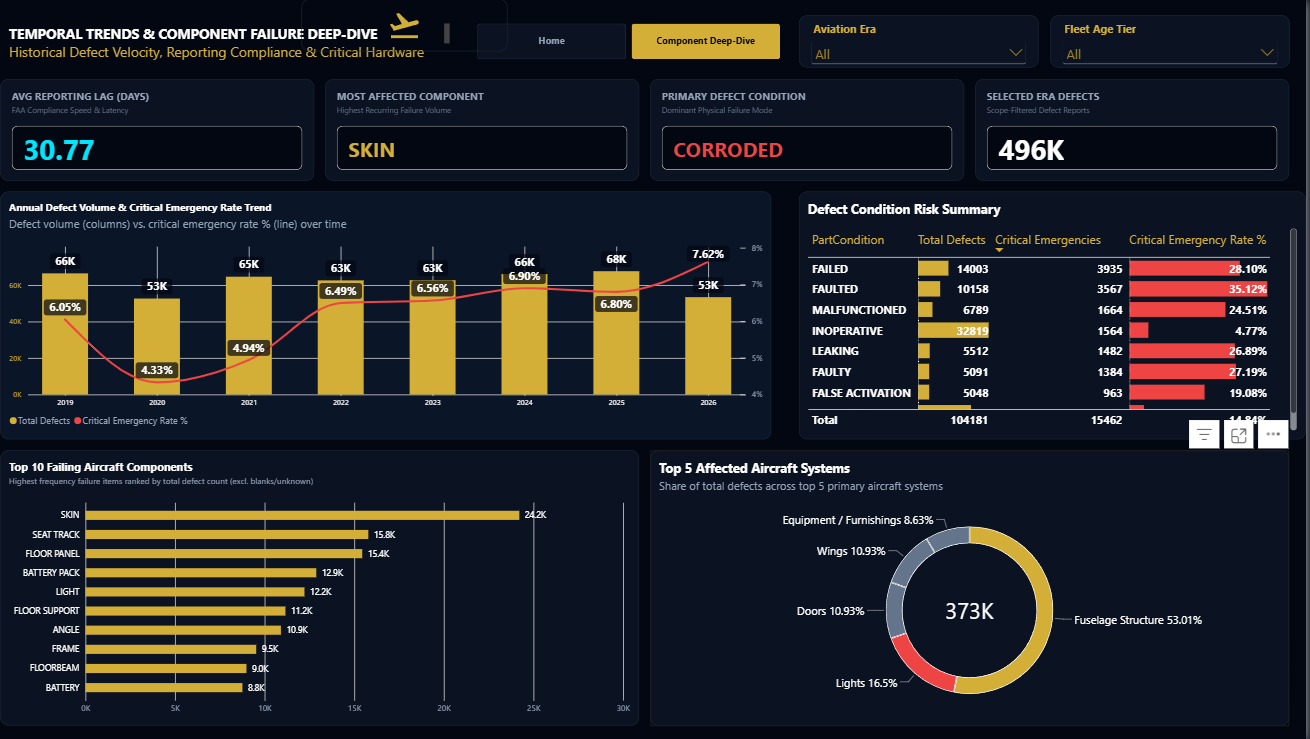 TEMPORAL TRENDS & COMPONENT FAILURE DEEP-DIVE
Historical Defect Velocity, Reporting Compliance & Critical Hardware
Home
Component Deep-Dive
Aviation Era
All
Fleet Age Tier
All
AVG REPORTING LAG (DAYS)
FAA Compliance Speed & Latency
30.77
MOST AFFECTED COMPONENT
Highest Recurring Failure Volume
SKIN
PRIMARY DEFECT CONDITION
Dominant Physical Failure Mode
CORRODED
SELECTED ERA DEFECTS
Scope-Filtered Defect Reports
496K
Annual Defect Volume & Critical Emergency Rate Trend
Defect volume (columns) vs. critical emergency rate % (line) over time
66K 53K 65K 63K 63K 66K 68K 53K
6.05% 4.33% 4.94% 6.49% 6.56% 6.90% 6.80% 7.62%
60K
40K
20K
0K
8%
7%
6%
5%
4%
2019 2020 2021 2022 2023 2024 2025 2026
Total Defects Critical Emergency Rate %
Defect Condition Risk Summary
PartCondition Total Defects Critical Emergencies Critical Emergency Rate %
FAILED 14003 3935 28.10%
FAULTED 10158 3567 35.12%
MALFUNCTIONED 6789 1664 24.51%
INOPERATIVE 32819 1564 4.77%
LEAKING 5512 1482 26.89%
FAULTY 5091 1384 27.19%
FALSE ACTIVATION 5048 963 19.08%
Total 104181 15462 14.84%
Top 10 Failing Aircraft Components
Highest frequency failure items ranked by total defect count (excl. blanks/unknown)
SKIN 24.2K
SEAT TRACK 15.8K
FLOOR PANEL 15.4K
BATTERY PACK 12.9K
LIGHT 12.2K
FLOOR SUPPORT 11.2K
ANGLE 10.9K
FRAME 9.5K
FLOORBEAM 9.0K
BATTERY 8.8K
0K 5K 10K 15K 20K 25K 30K
Top 5 Affected Aircraft Systems
Share of total defects across top 5 primary aircraft systems
Equipment / Furnishings 8.63%
Wings 10.93%
Doors 10.93%
373K
Fuselage Structure 53.01%
Lights 16.5%